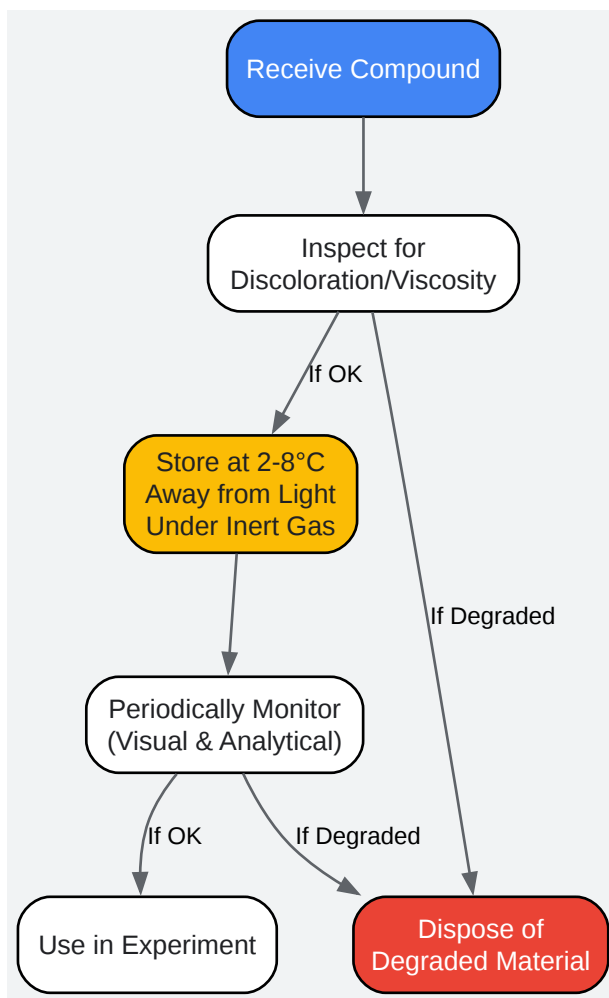 Receive Compound
Inspect for
Discoloration/Viscosity
If OK
Store at 2-8°C
Away from Light
Under Inert Gas
If Degraded
Periodically Monitor
(Visual & Analytical)
If OK
If Degraded
Use in Experiment
Dispose of
Degraded Material